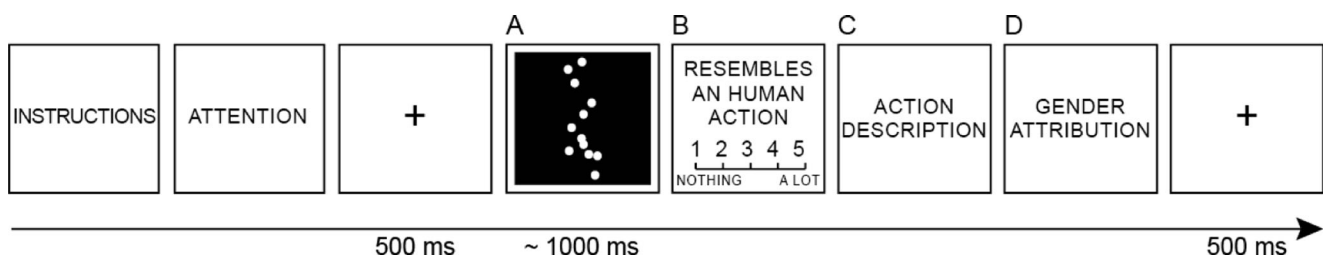 A
B
C
D
INSTRUCTIONS
ATTENTION
+
RESEMBLES
AN HUMAN
ACTION
1 2 3 4 5
NOTHING A LOT
ACTION
DESCRIPTION
GENDER
ATTRIBUTION
+
500 ms
~ 1000 ms
500 ms